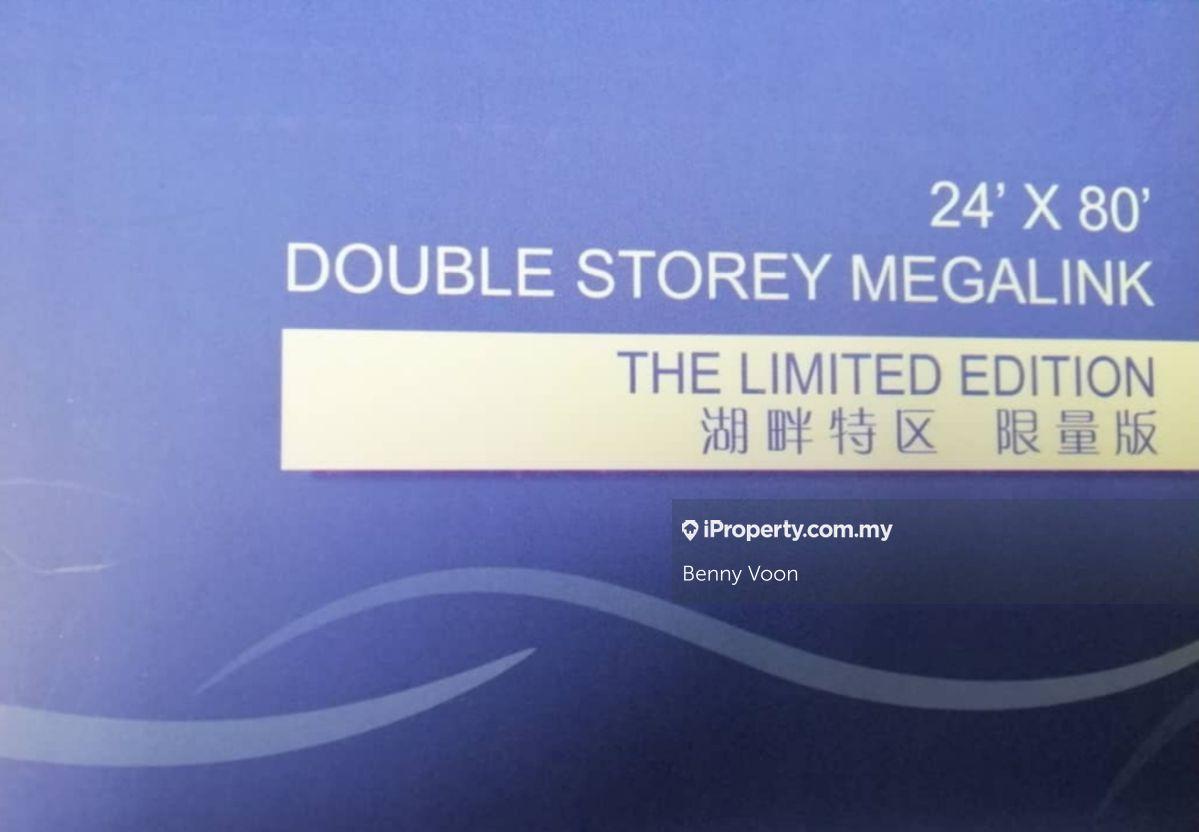 24' X 80'
DOUBLE STOREY MEGALINK
THE LIMITED EDITION
湖畔特区 限量版
iProperty.com.my
Benny Voon